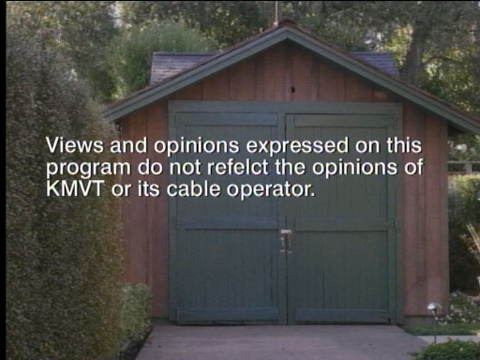 Views and opinions expressed on this
program do not refelct the opinions of
KMVT or its cable operator.